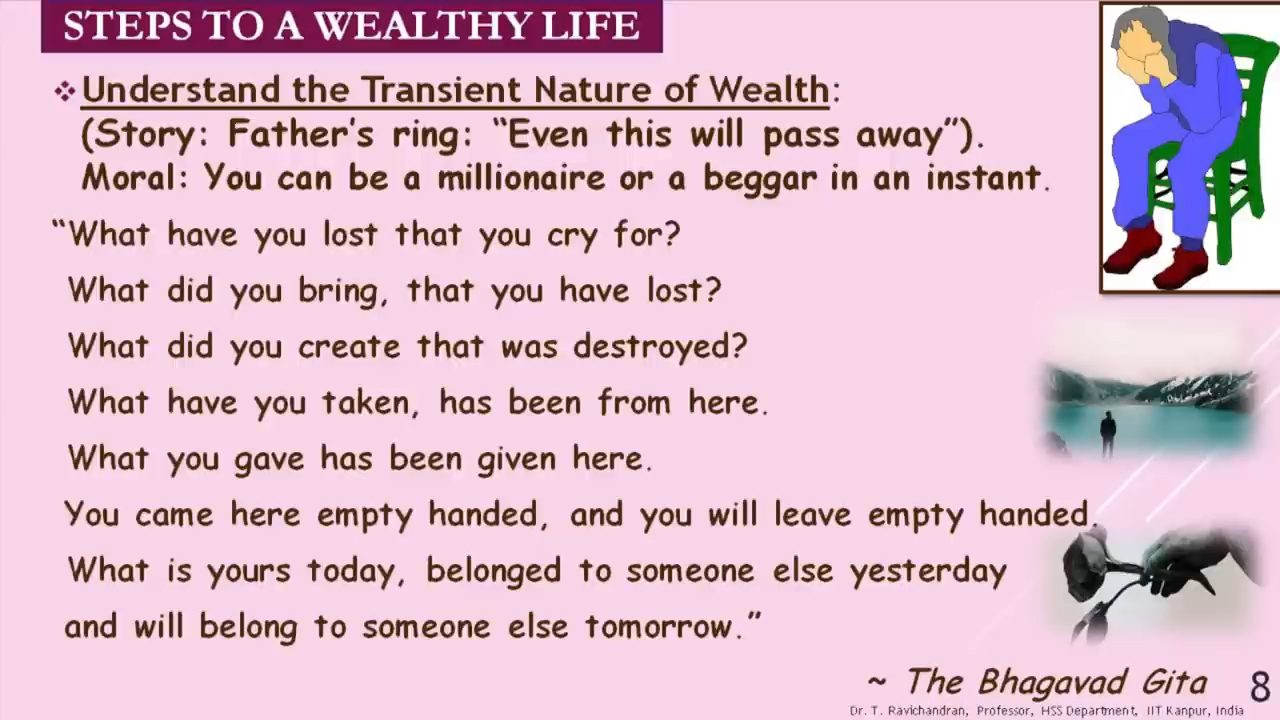 STEPS TO A WEALTHY LIFE
❖Understand the Transient Nature of Wealth:
(Story: Father's ring: “Even this will pass away”).
Moral: You can be a millionaire or a beggar in an instant.
“What have you lost that you cry for?
What did you bring, that you have lost?
What did you create that was destroyed?
What have you taken, has been from here.
What you gave has been given here.
You came here empty handed, and you will leave empty handed.
What is yours today, belonged to someone else yesterday
and will belong to someone else tomorrow.”
~ The Bhagavad Gita
8
Dr. T. Ravichandran, Professor, HSS Department, IIT Kanpur, India